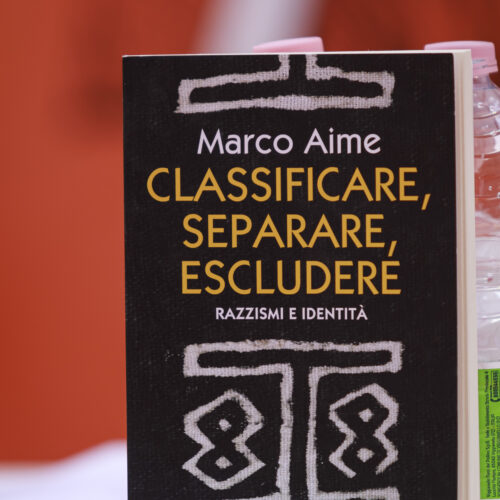 Marco Aime
CLASSIFICARE,
SEPARARE,
ESCLUDERE
RAZZISMI E IDENTITÀ